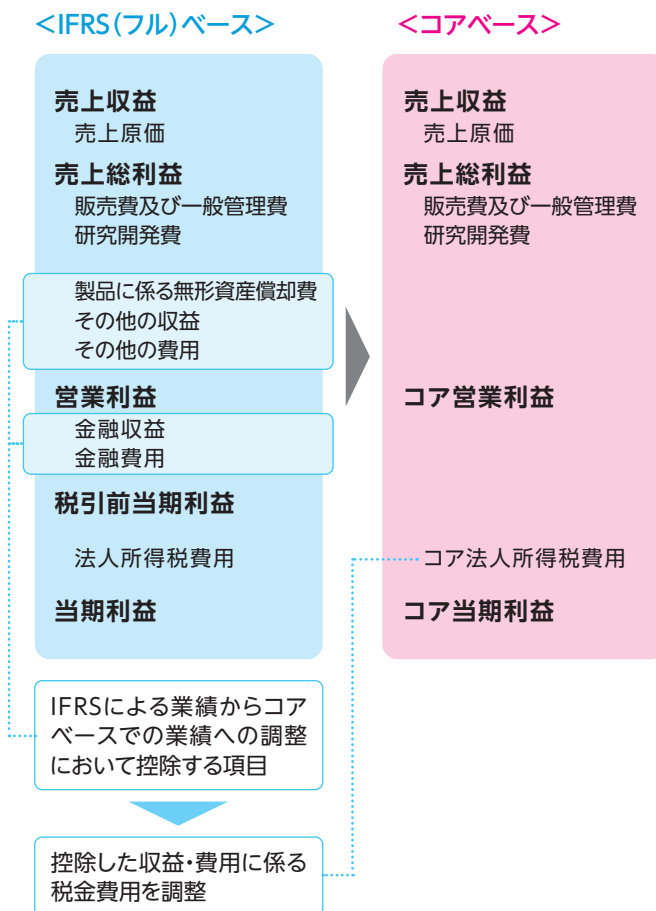 <IFRS(フル)ベース>
売上収益
売上原価
売上総利益
販売費及び一般管理費
研究開発費
製品に係る無形資産償却費
その他の収益
その他の費用
営業利益
金融収益
金融費用
税引前当期利益
法人所得税費用
当期利益
IFRSによる業績からコア
ベースでの業績への調整
において控除する項目
控除した収益・費用に係る
税金費用を調整
<コアベース>
売上収益
売上原価
売上総利益
販売費及び一般管理費
研究開発費
コア営業利益
コア法人所得税費用
コア当期利益